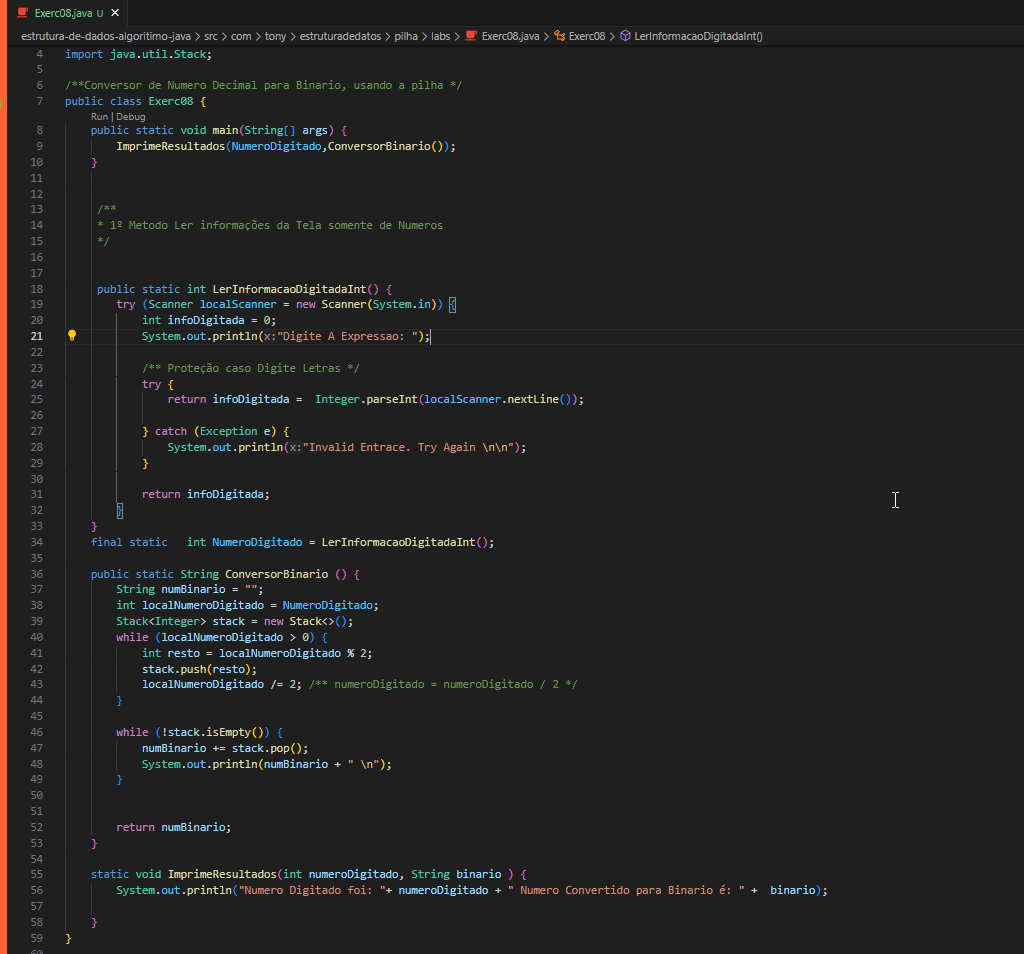 Exerc08.java U ×
estrutura-de-dados-algoritimo-java > src > com > tony > estruturadedatos > pilha > labs > Exerc08.java > Exerc08 > LerInformacaoDigitadaInt()
4 import java.util.Stack;
5
6 /**Conversor de Numero Decimal para Binario, usando a pilha */
7 public class Exerc08 {
Run | Debug
8 public static void main(String[] args) {
9 ImprimeResultados(NumeroDigitado,ConversorBinario());
10 }
11
12
13 /**
14 * 1º Metodo Ler informações da Tela somente de Numeros
15 */
16
17
18 public static int LerInformacaoDigitadaInt() {
19 try (Scanner localScanner = new Scanner(System.in)) {
20 int infoDigitada = 0;
21 System.out.println(x:"Digite A Expressao: ");
22
23 /** Proteção caso Digite Letras */
24 try {
25 return infoDigitada =  Integer.parseInt(localScanner.nextLine());
26
27 } catch (Exception e) {
28 System.out.println(x:"Invalid Entrace. Try Again \n\n");
29 }
30
31 return infoDigitada;
32 }
33 }
34 final static   int NumeroDigitado = LerInformacaoDigitadaInt();
35
36 public static String ConversorBinario () {
37 String numBinario = "";
38 int localNumeroDigitado = NumeroDigitado;
39 Stack<Integer> stack = new Stack<>();
40 while (localNumeroDigitado > 0) {
41 int resto = localNumeroDigitado % 2;
42 stack.push(resto);
43 localNumeroDigitado /= 2; /** numeroDigitado = numeroDigitado / 2 */
44 }
45
46 while (!stack.isEmpty()) {
47 numBinario += stack.pop();
48 System.out.println(numBinario + " \n");
49 }
50
51
52 return numBinario;
53 }
54
55 static void ImprimeResultados(int numeroDigitado, String binario ) {
56 System.out.println("Numero Digitado foi: "+ numeroDigitado + " Numero Convertido para Binario é: " +  binario);
57
58 }
59 }
60